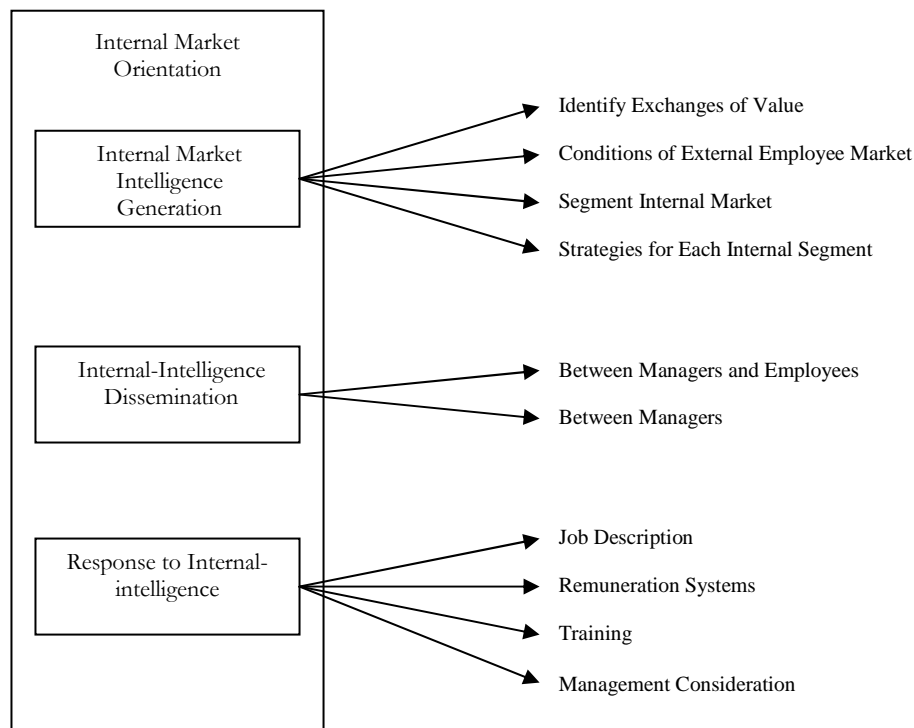 Internal Market
Orientation
Internal Market
Intelligence
Generation
Identify Exchanges of Value
Conditions of External Employee Market
Segment Internal Market
Strategies for Each Internal Segment
Internal-Intelligence
Dissemination
Between Managers and Employees
Between Managers
Response to Internal-
intelligence
Job Description
Remuneration Systems
Training
Management Consideration